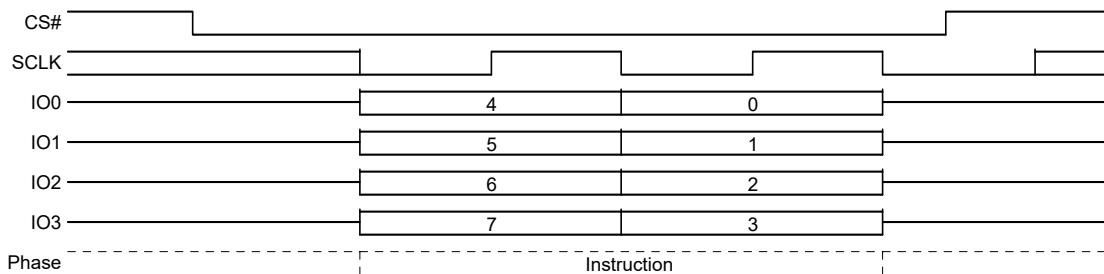 CS#
SCLK
IO0 4 0
IO1 5 1
IO2 6 2
IO3 7 3
Phase Instruction